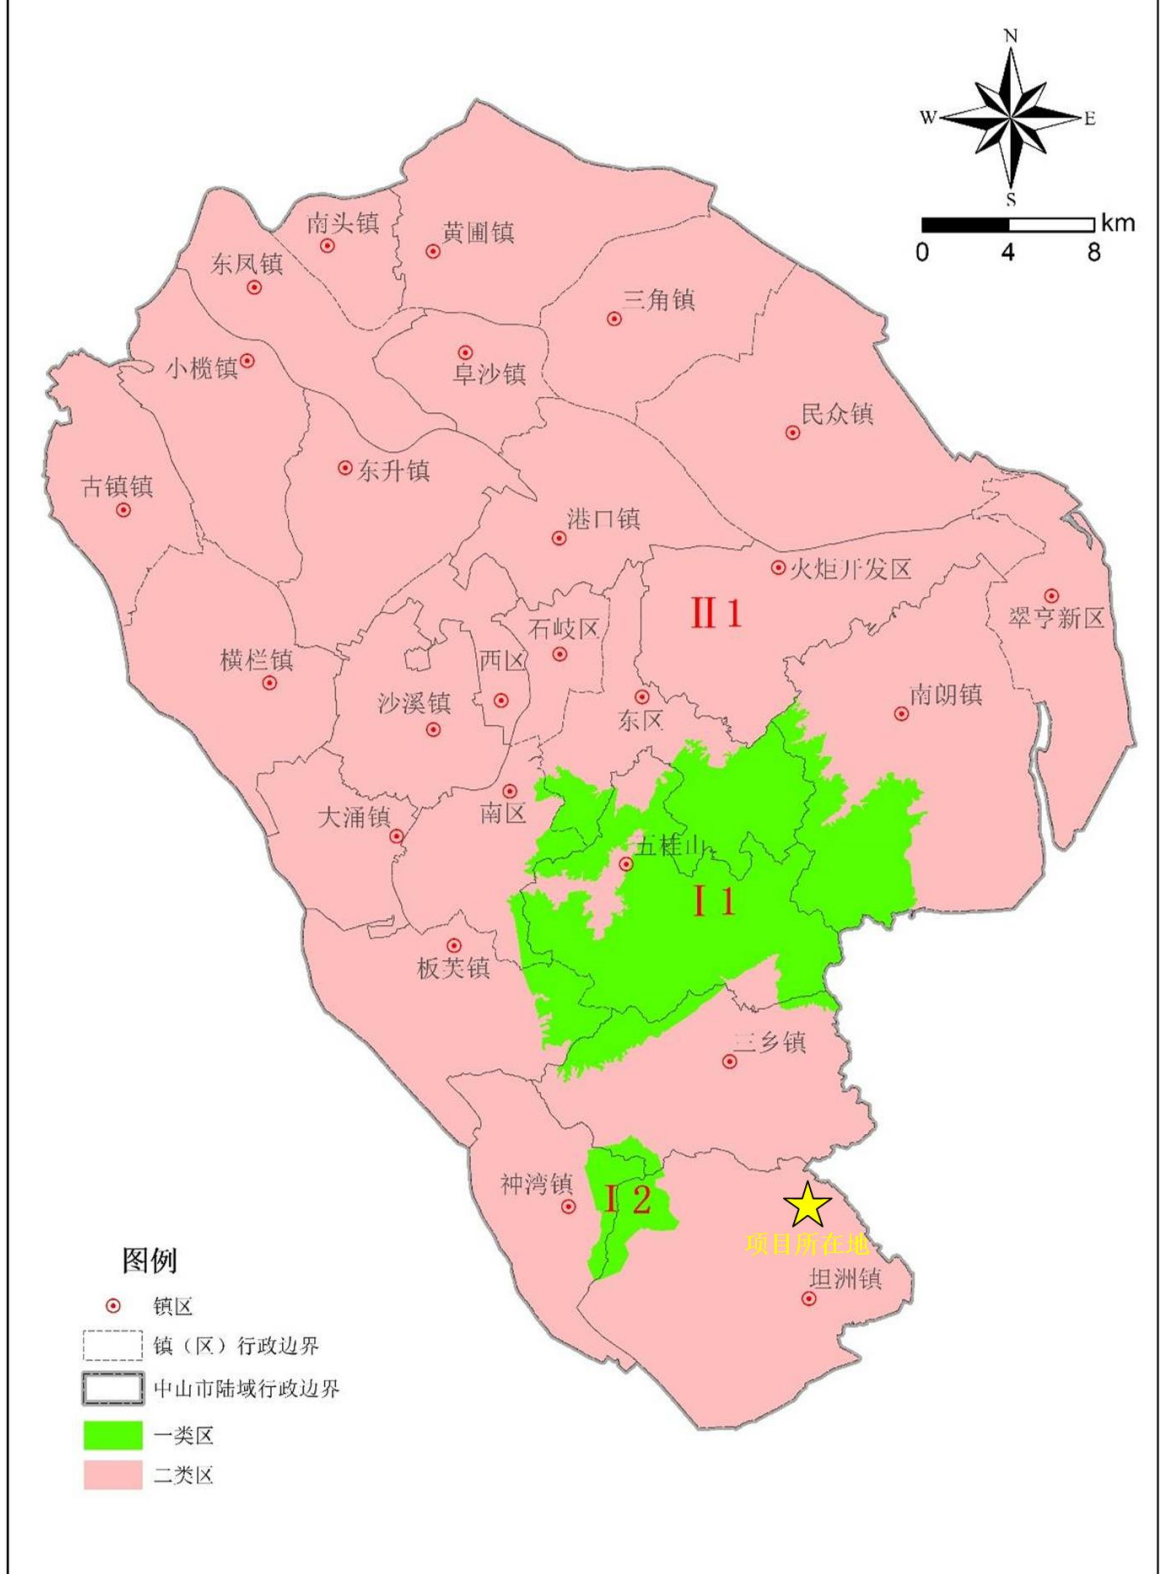 N
W
E
S
km
0
4
8
南头镇
黄圃镇
东凤镇
三角镇
小榄镇
阜沙镇
民众镇
东升镇
古镇镇
港口镇
火炬开发区
II 1
翠亨新区
石岐区
横栏镇
西区
南朗镇
沙溪镇
东区
南区
大涌镇
五桂山
I 1
板芙镇
三乡镇
神湾镇
I 2
项目所在地
坦洲镇
图例
镇区
镇（区）行政边界
中山市陆域行政边界
一类区
二类区